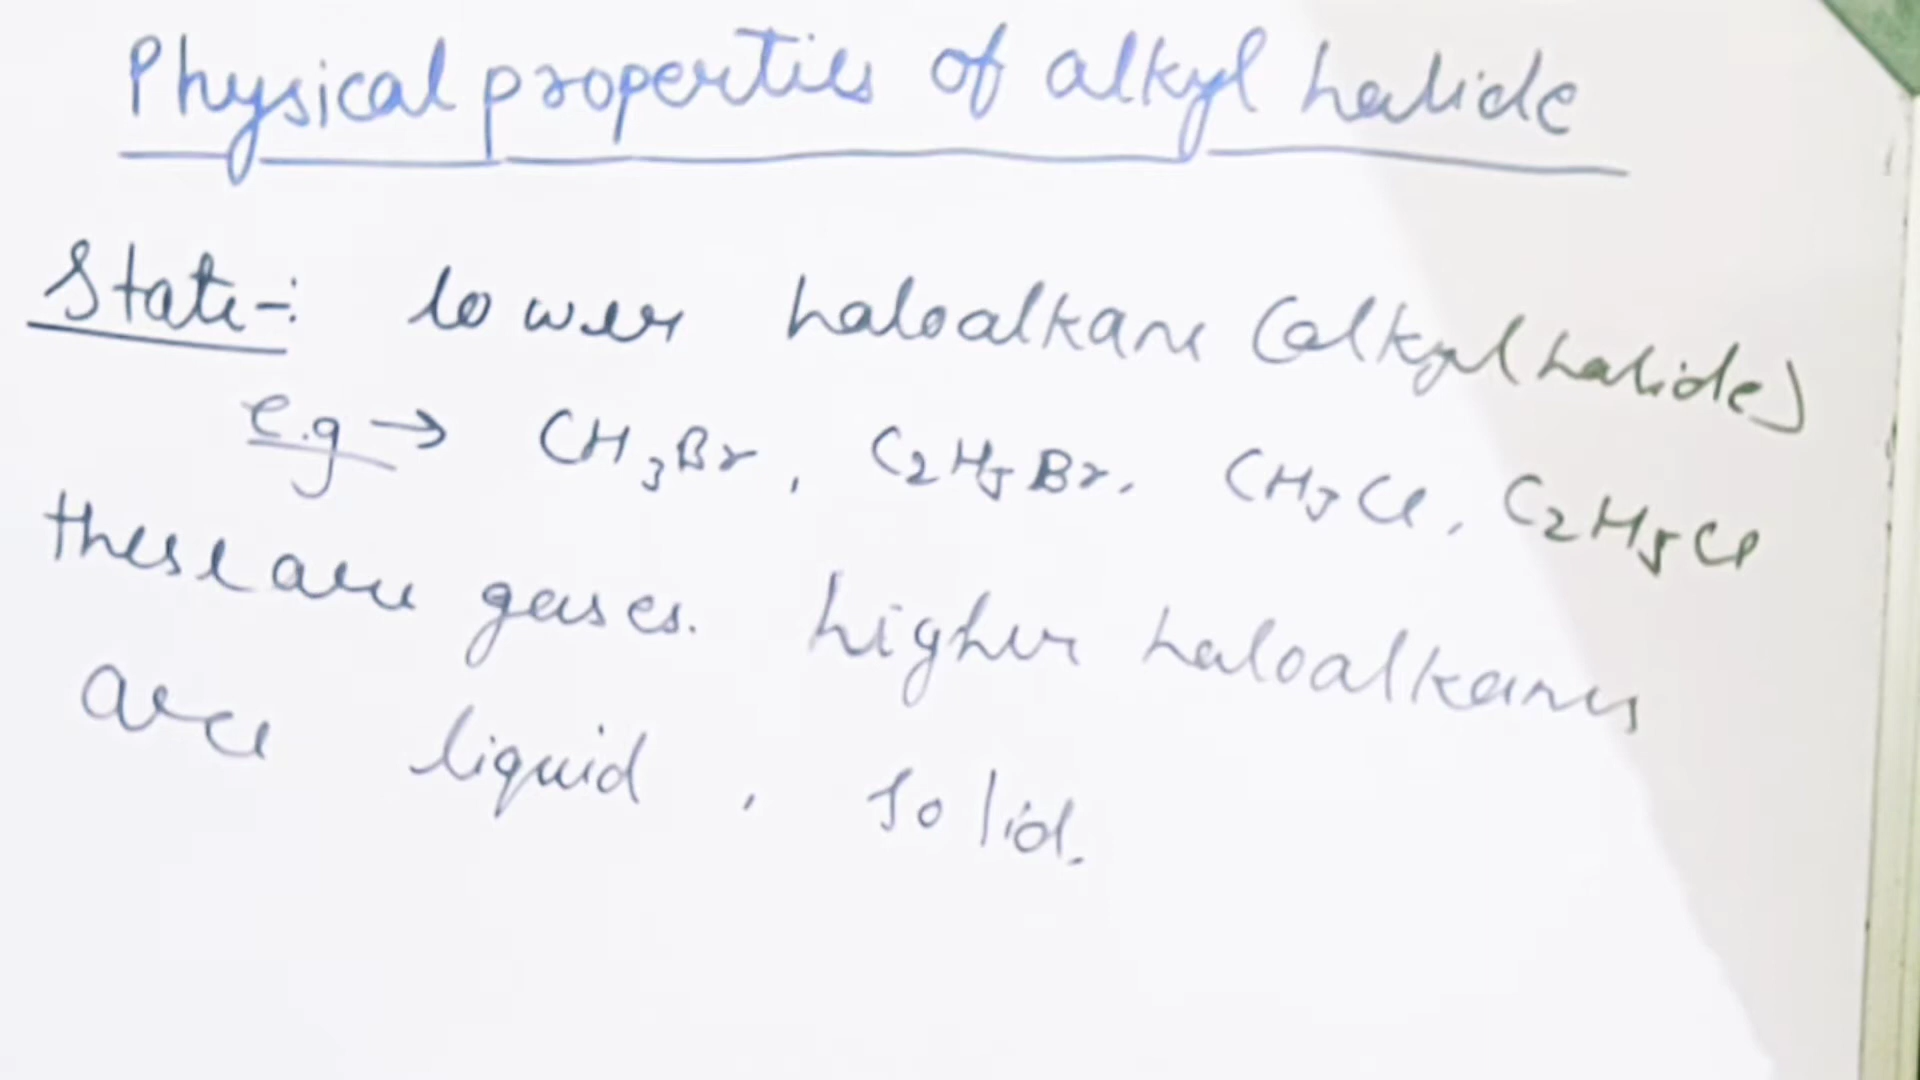 Physical properties of alkyl halide
State-: lower haloalkane (alkyl halide)
e.g → CH3Br, C2H5Br, CH3Cl, C2H5Cl
these are gases. higher haloalkanes
are liquid, solid.